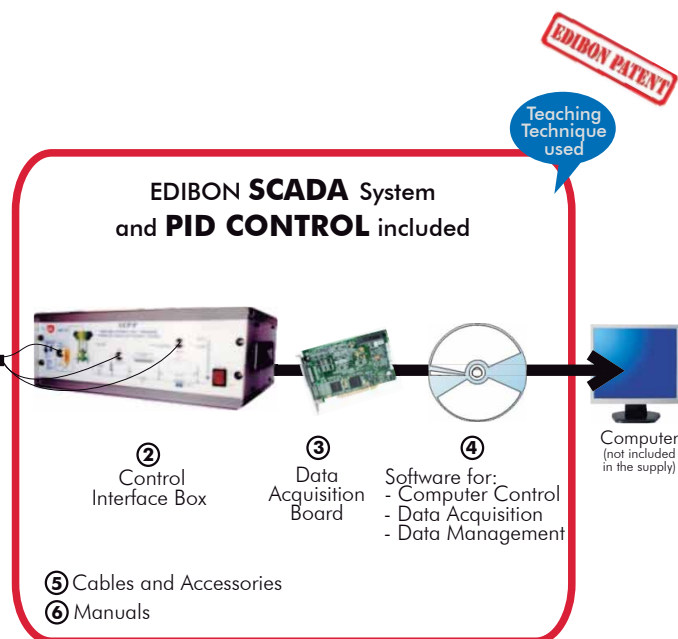 EDIBON PATENT
Teaching
Technique
used
EDIBON SCADA System
and PID CONTROL included
②
Control
Interface Box
③
Data
Acquisition
Board
④
Software for:
- Computer Control
- Data Acquisition
- Data Management
Computer
(not included
in the supply)
⑤ Cables and Accessories
⑥ Manuals